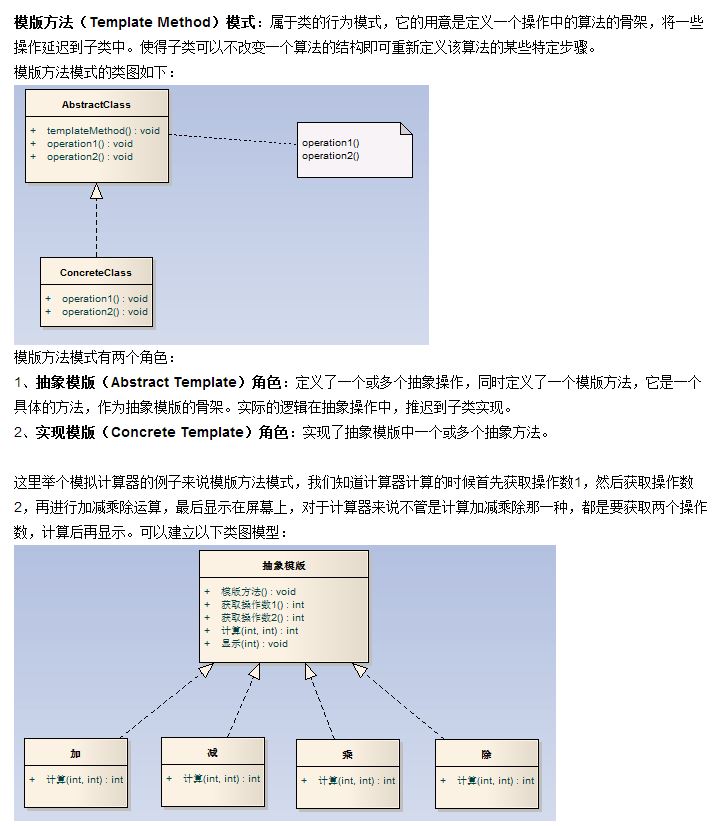 模版方法（Template Method）模式：属于类的行为模式，它的用意是定义一个操作中的算法的骨架，将一些
操作延迟到子类中。使得子类可以不改变一个算法的结构即可重新定义该算法的某些特定步骤。
模版方法模式的类图如下：
AbstractClass
+ templateMethod() : void
+ operation1() : void
+ operation2() : void
operation1()
operation2()
ConcreteClass
+ operation1() : void
+ operation2() : void
模版方法模式有两个角色：
1、抽象模版（Abstract Template）角色：定义了一个或多个抽象操作，同时定义了一个模版方法，它是一个
具体的方法，作为抽象模版的骨架。实际的逻辑在抽象操作中，推迟到子类实现。
2、实现模版（Concrete Template）角色：实现了抽象模版中一个或多个抽象方法。
这里举个模拟计算器的例子来说模版方法模式，我们知道计算器计算的时候首先获取操作数1，然后获取操作数
2，再进行加减乘除运算，最后显示在屏幕上，对于计算器来说不管是计算加减乘除那一种，都是要获取两个操作
数，计算后再显示。可以建立以下类图模型：
抽象模版
+ 模版方法() : void
+ 获取操作数1() : int
+ 获取操作数2() : int
+ 计算(int, int) : int
+ 显示(int) : void
加
+ 计算(int, int) : int
减
+ 计算(int, int) : int
乘
+ 计算(int, int) : int
除
+ 计算(int, int) : int